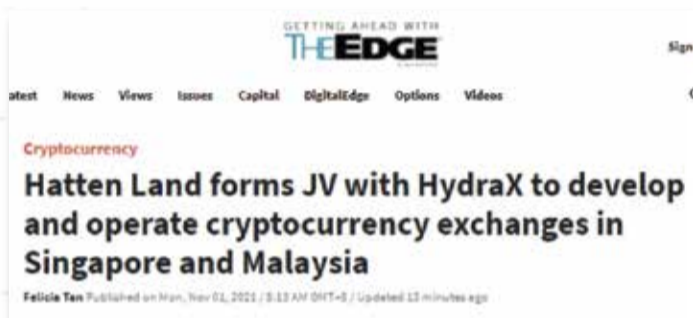 GETTING AHEAD WITH
THEEDGE
Sign
atest News Views Issues Capital DigitalEdge Options Videos
Cryptocurrency
Hatten Land forms JV with HydraX to develop
and operate cryptocurrency exchanges in
Singapore and Malaysia
Felicia Tan Published on Mon, Nov 01, 2021 / 8:13 AM GMT+8 / Updated 13 minutes ago